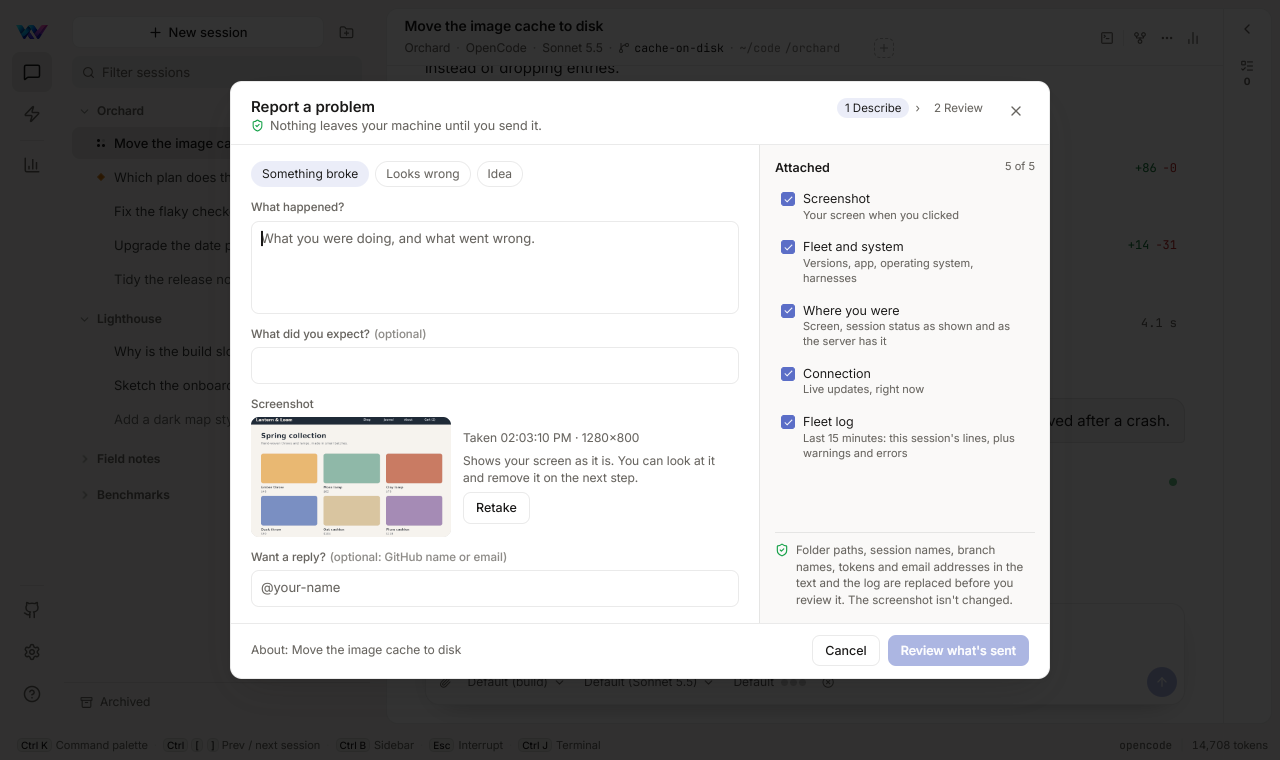 New session
Filter sessions
Orchard
Move the image ca
Which plan does th
Fix the flaky check
Upgrade the date p
Tidy the release no
Lighthouse
Why is the build slo
Sketch the onboard
Add a dark map sty
Field notes
Benchmarks
Archived
Move the image cache to disk
Orchard · OpenCode · Sonnet 5.5 · cache-on-disk · ~/code/orchard
instead of dropping entries.
0
+86 -0
+14 -31
4.1 s
ved after a crash.
Report a problem
Nothing leaves your machine until you send it.
1 Describe › 2 Review
Something broke
Looks wrong
Idea
What happened?
What you were doing, and what went wrong.
What did you expect? (optional)
Screenshot
Lantern & Lowe
Spring collection
Taken 02:03:10 PM · 1280×800
Shows your screen as it is. You can look at it
and remove it on the next step.
Retake
Want a reply? (optional: GitHub name or email)
@your-name
Attached
5 of 5
Screenshot
Your screen when you clicked
Fleet and system
Versions, app, operating system,
harnesses
Where you were
Screen, session status as shown and as
the server has it
Connection
Live updates, right now
Fleet log
Last 15 minutes: this session's lines, plus
warnings and errors
Folder paths, session names, branch
names, tokens and email addresses in the
text and the log are replaced before you
review it. The screenshot isn't changed.
About: Move the image cache to disk
Cancel
Review what's sent
Default (build)
Default (Sonnet 5.5)
Default
Ctrl K Command palette
Ctrl [ ] Prev / next session
Ctrl B Sidebar
Esc Interrupt
Ctrl J Terminal
opencode
14,708 tokens